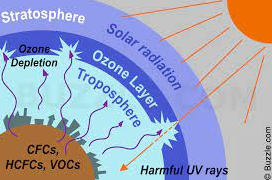 Stratosphere
Solar radiation
Ozone
Depletion
Ozone Layer
Troposphere
CFCs,
HCFCs, VOCs
Harmful UV rays
© Buzzle.com